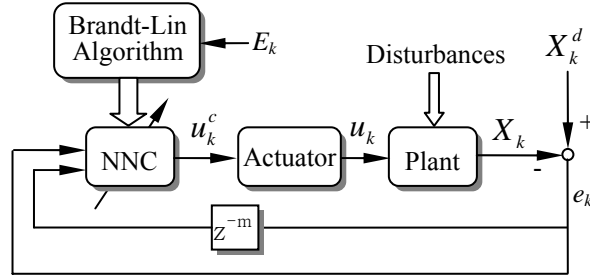 Brandt-Lin
Algorithm
E_k
Disturbances
X_k^d
+
NNC
u_k^c
Actuator
u_k
Plant
X_k
-
e_k
z^{-m}